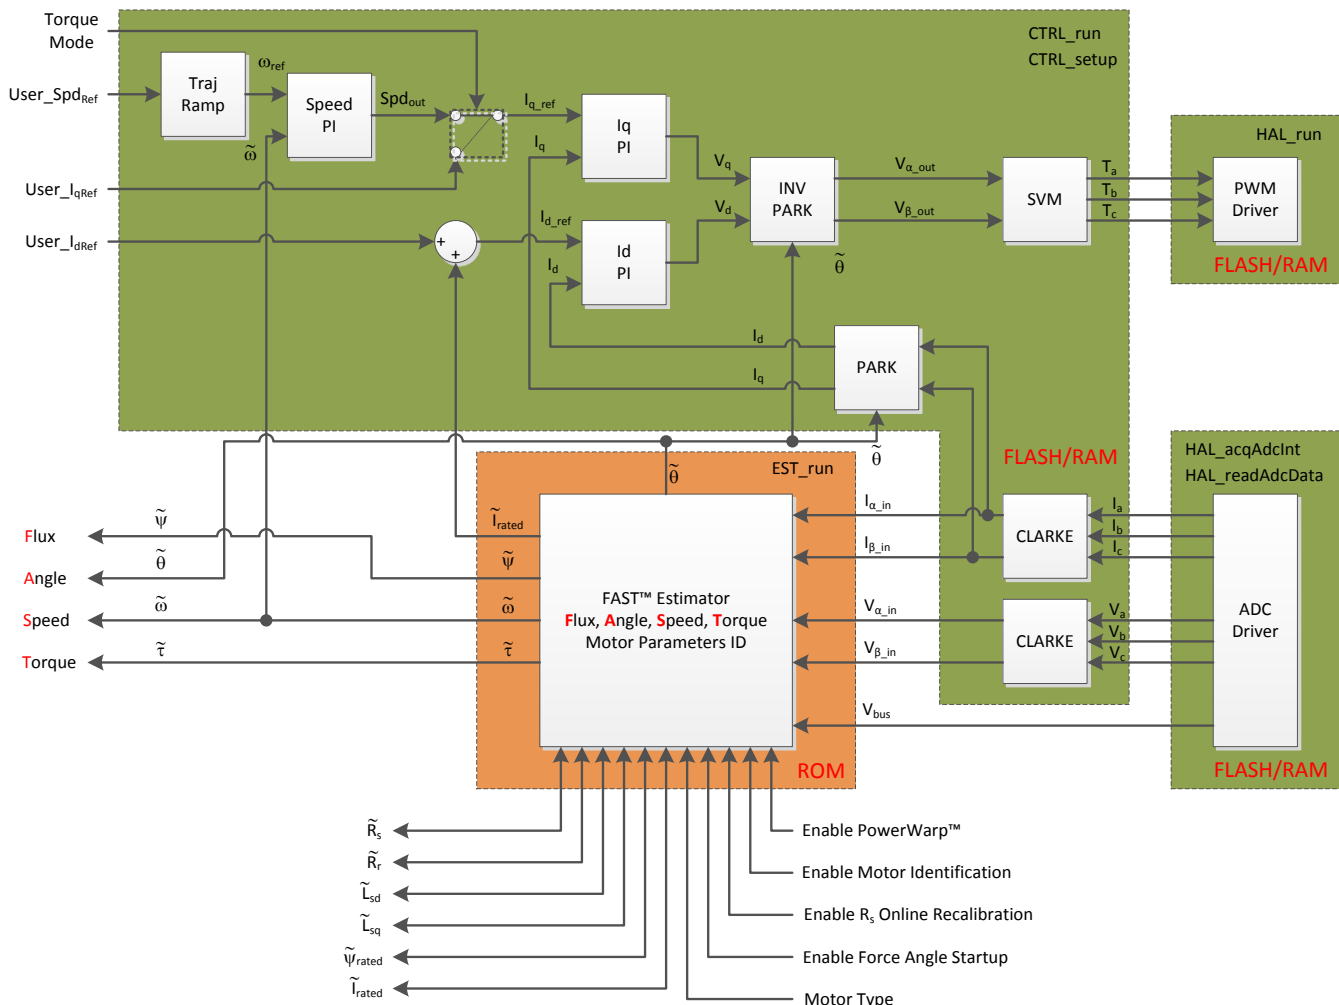 Torque
Mode
CTRL_run
CTRL_setup
User_SpdRef
Traj
Ramp
ωref
Speed
PI
ω̃
Spdout
Iq_ref
Iq
Iq
PI
User_IqRef
Vq
Vd
INV
PARK
Vα_out
Vβ_out
SVM
Ta
Tb
Tc
HAL_run
PWM
Driver
FLASH/RAM
User_IdRef
+
+
Id_ref
Id
Id
PI
θ̃
Id
Iq
PARK
θ̃
FLASH/RAM
HAL_acqAdcInt
HAL_readAdcData
EST_run
θ̃
Ĩrated
ψ̃
ω̃
τ̃
FAST™ Estimator
Flux, Angle, Speed, Torque
Motor Parameters ID
Iα_in
Iβ_in
Vα_in
Vβ_in
Vbus
CLARKE
CLARKE
Ia
Ib
Ic
Va
Vb
Vc
ADC
Driver
FLASH/RAM
ROM
Flux
ψ̃
Angle
θ̃
Speed
ω̃
Torque
τ̃
R̃s
R̃r
L̃sd
L̃sq
ψ̃rated
Ĩrated
Enable PowerWarp™
Enable Motor Identification
Enable Rs Online Recalibration
Enable Force Angle Startup
Motor Type